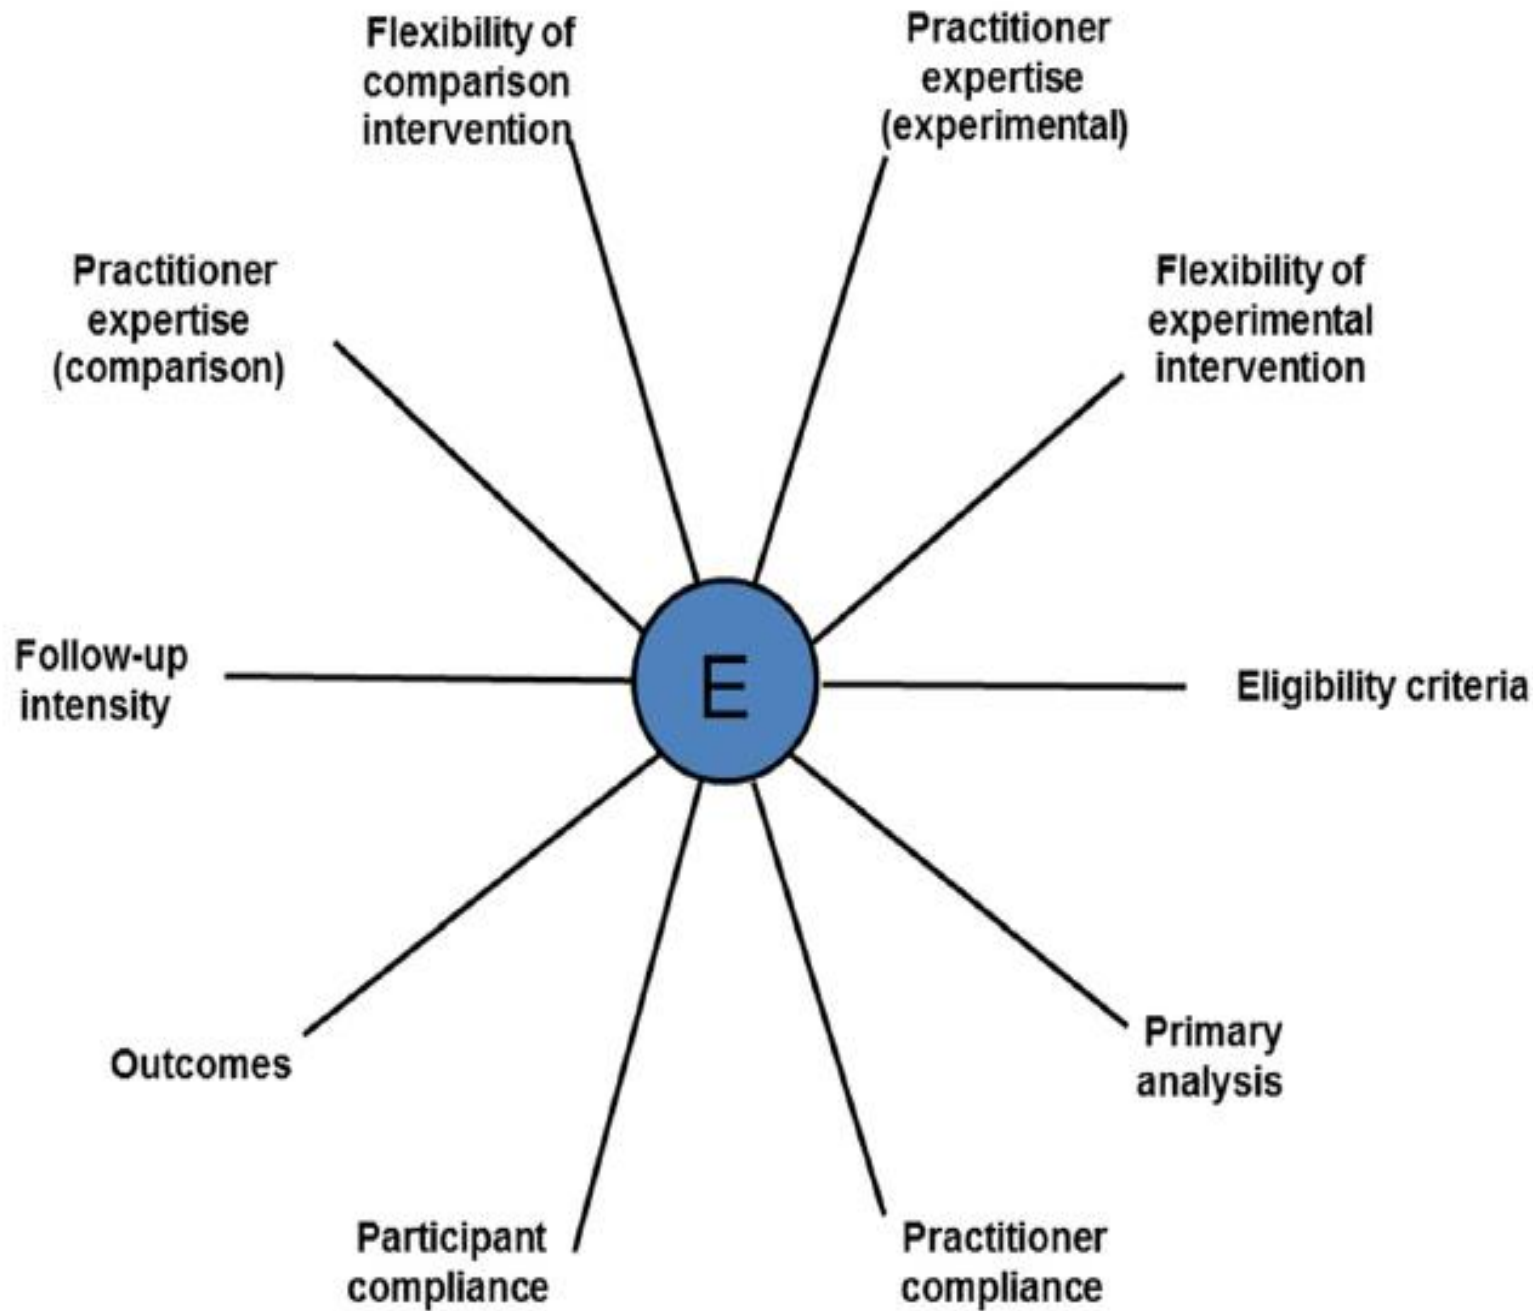 Flexibility of
comparison
intervention
Practitioner
expertise
(experimental)
Practitioner
expertise
(comparison)
Flexibility of
experimental
intervention
E
Follow-up
intensity
Eligibility criteria
Outcomes
Primary
analysis
Participant
compliance
Practitioner
compliance